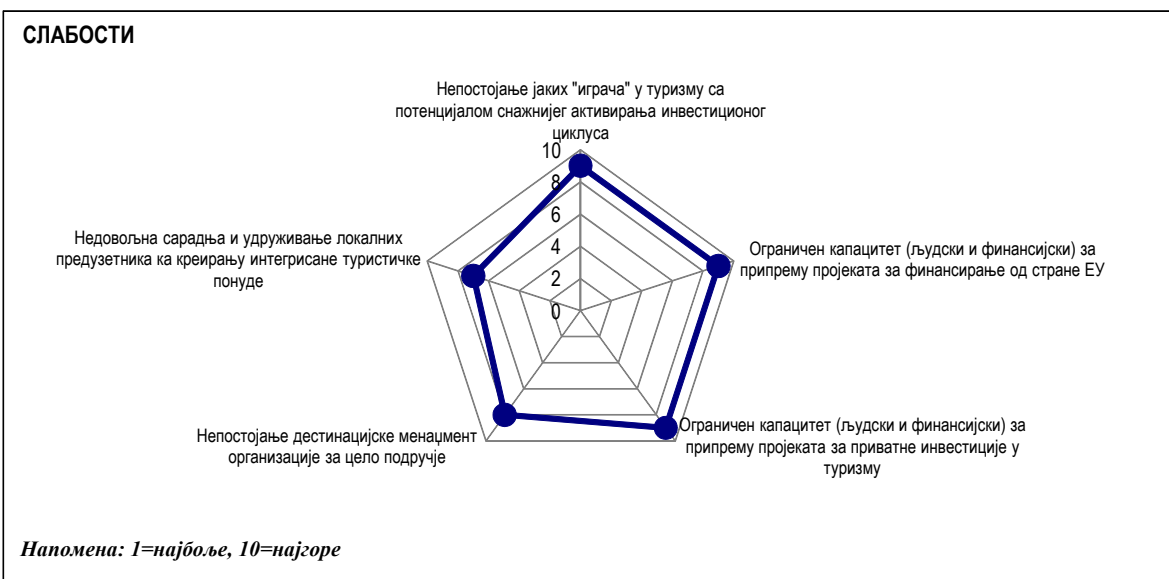 СЛАБОСТИ
Непостојање јаких "играча" у туризму са
потенцијалом снажнијег активирања инвестиционог
циклуса
10
8
6
4
2
0
Ограничен капацитет (људски и финансијски) за
припрему пројеката за финансирање од стране ЕУ
Ограничен капацитет (људски и финансијски) за
припрему пројеката за приватне инвестиције у
туризму
Непостојање дестинацијске менаџмент
организације за цело подручје
Недовољна сарадња и удруживање локалних
предузетника ка креирању интегрисане туристичке
понуде
Напомена: 1=најбоље, 10=најгоре